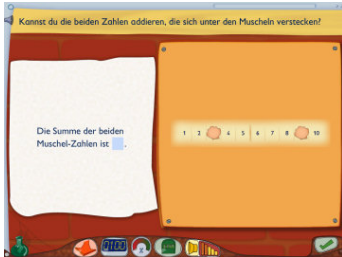 Kannst du die beiden Zahlen addieren, die sich unter den Muscheln verstecken?
Die Summe der beiden
Muschel-Zahlen ist .
1 2 4 5 6 7 8 10